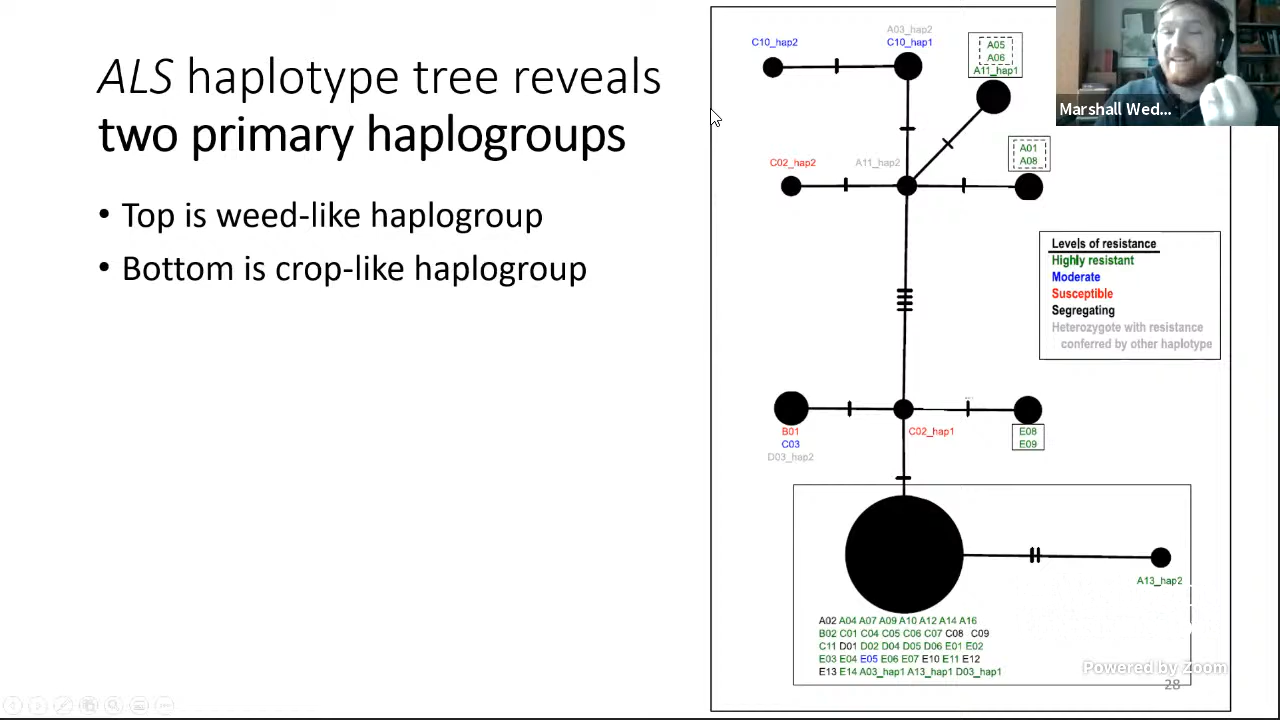 ALS haplotype tree reveals
two primary haplogroups
• Top is weed-like haplogroup
• Bottom is crop-like haplogroup
A03_hap2
C10_hap2
C10_hap1
A05
A06
A11_hap1
Marshall Wed...
C02_hap2
A11_hap2
A01
A08
Levels of resistance
Highly resistant
Moderate
Susceptible
Segregating
Heterozygote with resistance
conferred by other haplotype
B01
C03
D03_hap2
C02_hap1
E08
E09
A13_hap2
A02 A04 A07 A09 A10 A12 A14 A16
B02 C01 C04 C05 C06 C07 C08 C09
C11 D01 D02 D04 D05 D06 E01 E02
E03 E04 E05 E06 E07 E10 E11 E12
E13 E14 A03_hap1 A13_hap1 D03_hap1
Powered by Zoom
28